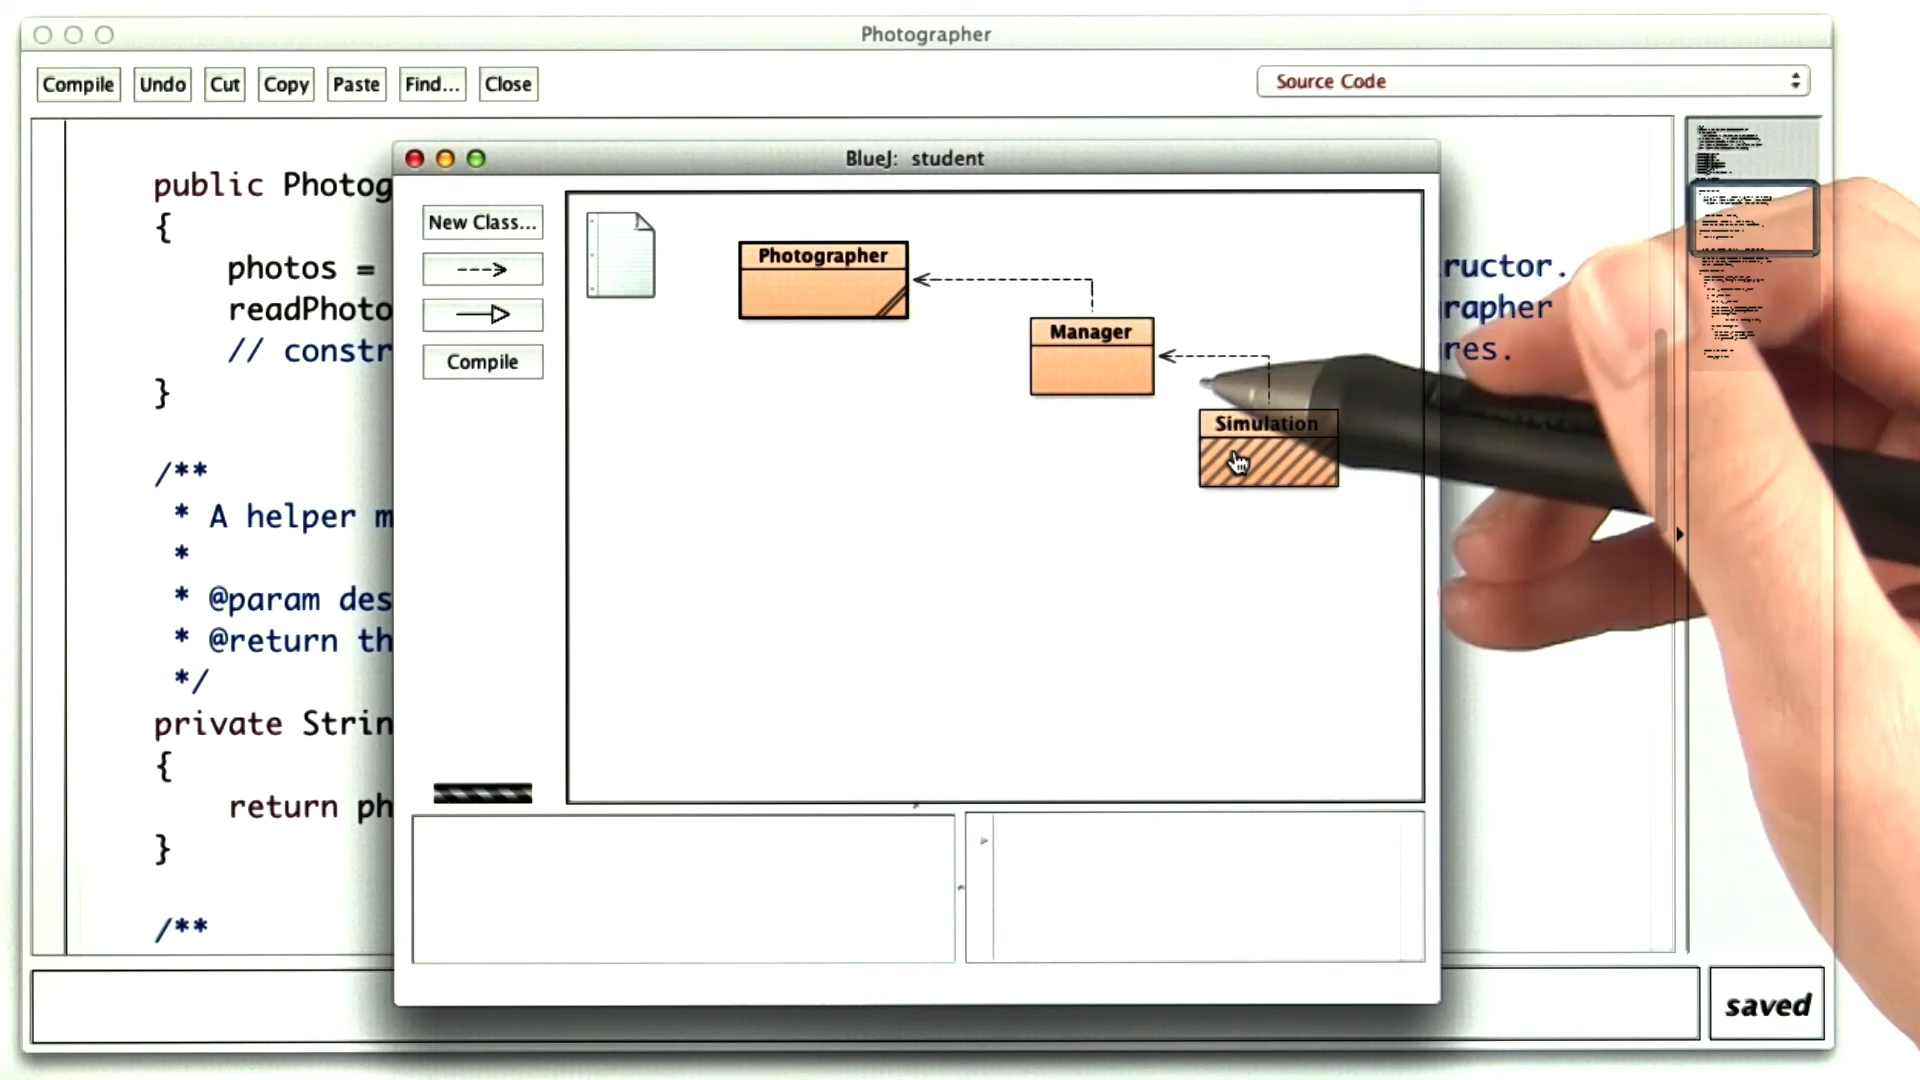 Photographer
Compile
Undo
Cut
Copy
Paste
Find...
Close
Source Code
public Photog
{
photos =
readPhoto
// constr
}
/**
* A helper m
*
* @param des
* @return th
*/
private Strin
{
return ph
}
/**
ructor.
rapher
res.
BlueJ: student
New Class...
Compile
Photographer
Manager
Simulation
saved